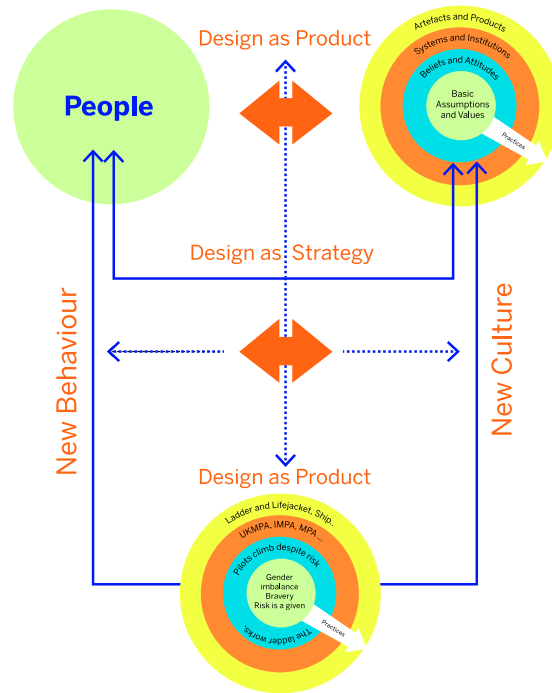 Design as Product
People
Artefacts and Products
Systems and Institutions
Beliefs and Attitudes
Basic
Assumptions
and Values
Practices
Design as Strategy
New Behaviour
New Culture
Design as Product
Ladder and Lifejacket, Ship..
UKMPA, IMPA, MPA ...
Pilots climb despite risk
Gender
imbalance
Bravery
Risk is a given
Practices
The ladder works.